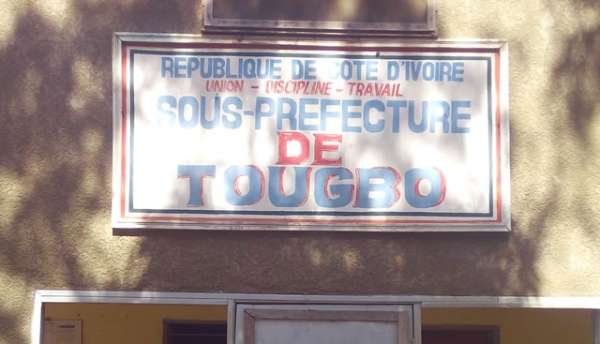 REPUBLIQUE DE COTE D'IVOIRE
UNION - DISCIPLINE - TRAVAIL
SOUS-PREFECTURE
DE
TOUGBO